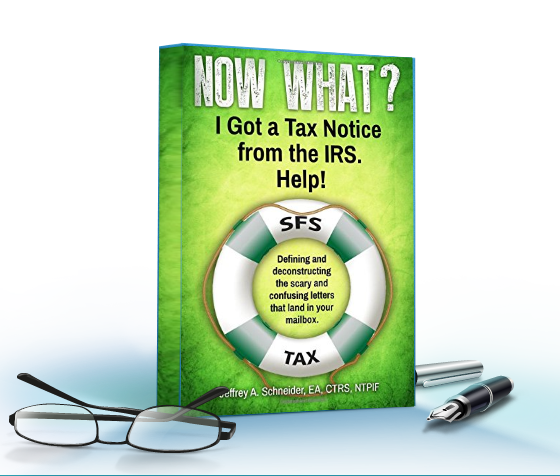 NOW WHAT?
I Got a Tax Notice
from the IRS.
Help!
SFS
Defining and
deconstructing
the scary and
confusing letters
that land in your
mailbox.
TAX
Jeffrey A. Schneider, EA, CTRS, NTPIF